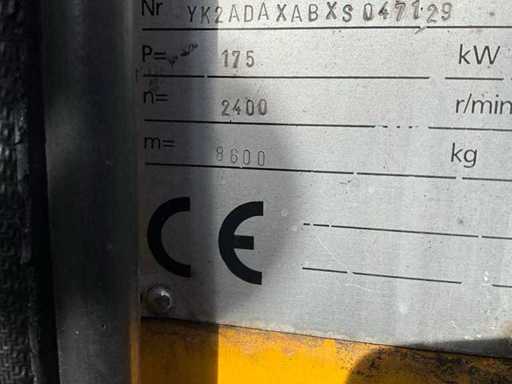 Nr YK2ADAXABXS047129
P= 175 kW
n= 2400 r/min
m= 8600 kg
CE